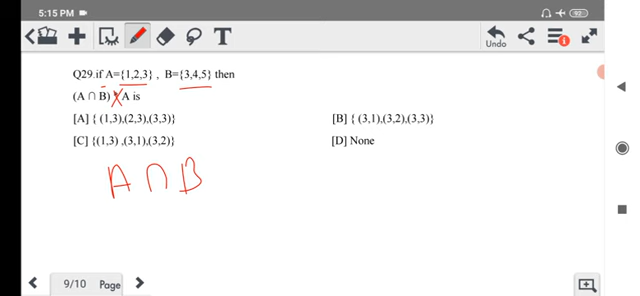 5:15 PM
92
Undo
Q29.if A={1,2,3} , B={3,4,5} then
(A ∩ B) × A is
[A] { (1,3),(2,3),(3,3)}
[B] { (3,1),(3,2),(3,3)}
[C] {(1,3) ,(3,1),(3,2)}
[D] None
A ∩ B
9/10 Page